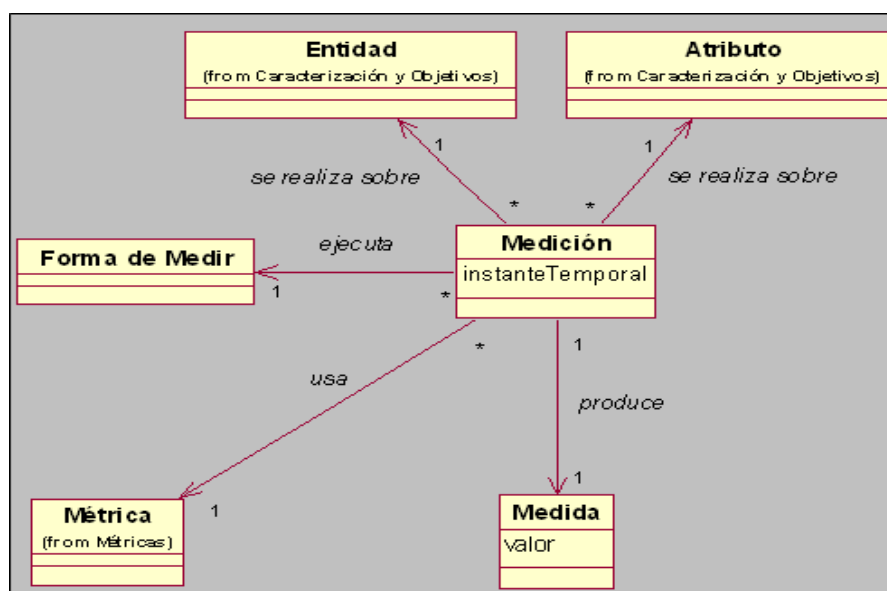 Entidad
(from Caracterización y Objetivos)
Atributo
(from Caracterización y Objetivos)
1
1
se realiza sobre
se realiza sobre
*
*
Medición
instanteTemporal
Forma de Medir
ejecuta
1
*
*
1
usa
produce
1
1
Métrica
(from Métricas)
Medida
valor